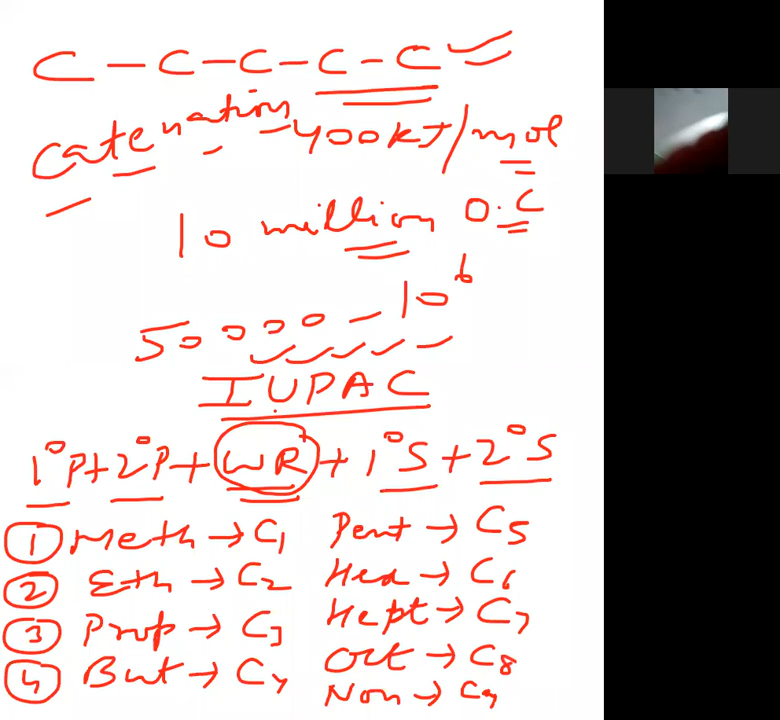 C - C - C - C - C
Catenation 400 kJ/mol
10 million O.C
50000 - 10⁶
IUPAC
1°P + 2°P + WR + 1°S + 2°S
① Meth → C₁ Pent → C₅
② Eth → C₂ Hex → C₆
③ Prop → C₃ Hept → C₇
④ But → C₄ Oct → C₈
Non → C₉